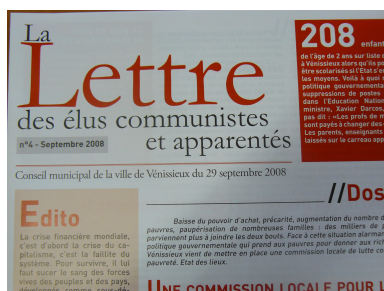 La
Lettre
des élus communistes
et apparentés
n°4 - Septembre 2008
208 enfant
de l'âge de 2 ans sur liste
à Vénissieux alors qu'ils po
être scolarisés si l'Etat s'e
les moyens. Voilà à quoi
politique gouvernementa
suppressions de postes
dans l'Education Nation
ministre, Xavier Darcos,
pas dit : «Les profs de m
sont payés à changer des
Les parents, enseignants
laissés sur le carreau app
Conseil municipal de la ville de Vénissieux du 29 septembre 2008
Edito
La crise financière mondiale,
c'est d'abord la crise du ca-
pitalisme, c'est la faillite du
système. Pour survivre, il lui
faut sucer le sang des forces
vives des peuples et des pays,
//Dos
Baisse du pouvoir d'achat, précarité, augmentation du nombre d
pauvres, paupérisation de nombreuses familles : des milliers de
parviennent plus à joindre les deux bouts. Face à cette situation alarman
politique gouvernementale qui prend aux pauvres pour donner aux rich
Vénissieux vient de mettre en place une commission locale de lutte co
pauvreté. Etat des lieux.
UNE COMMISSION LOCALE POUR L